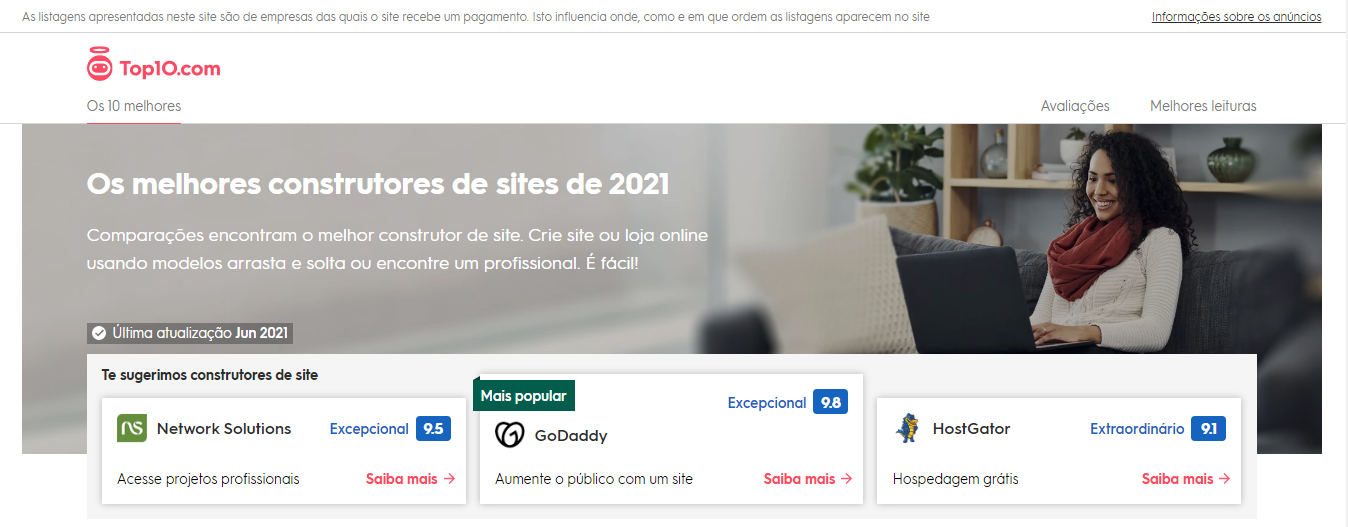 As listagens apresentadas neste site são de empresas das quais o site recebe um pagamento. Isto influencia onde, como e em que ordem as listagens aparecem no site
Informações sobre os anúncios
Top10.com
Os 10 melhores
Avaliações
Melhores leituras
Os melhores construtores de sites de 2021
Comparações encontram o melhor construtor de site. Crie site ou loja online
usando modelos arrasta e solta ou encontre um profissional. É fácil!
Última atualização Jun 2021
Te sugerimos construtores de site
Network Solutions
Excepcional 9.5
Acesse projetos profissionais
Saiba mais →
Mais popular
Excepcional 9.8
GoDaddy
Aumente o público com um site
Saiba mais →
HostGator
Extraordinário 9.1
Hospedagem grátis
Saiba mais →